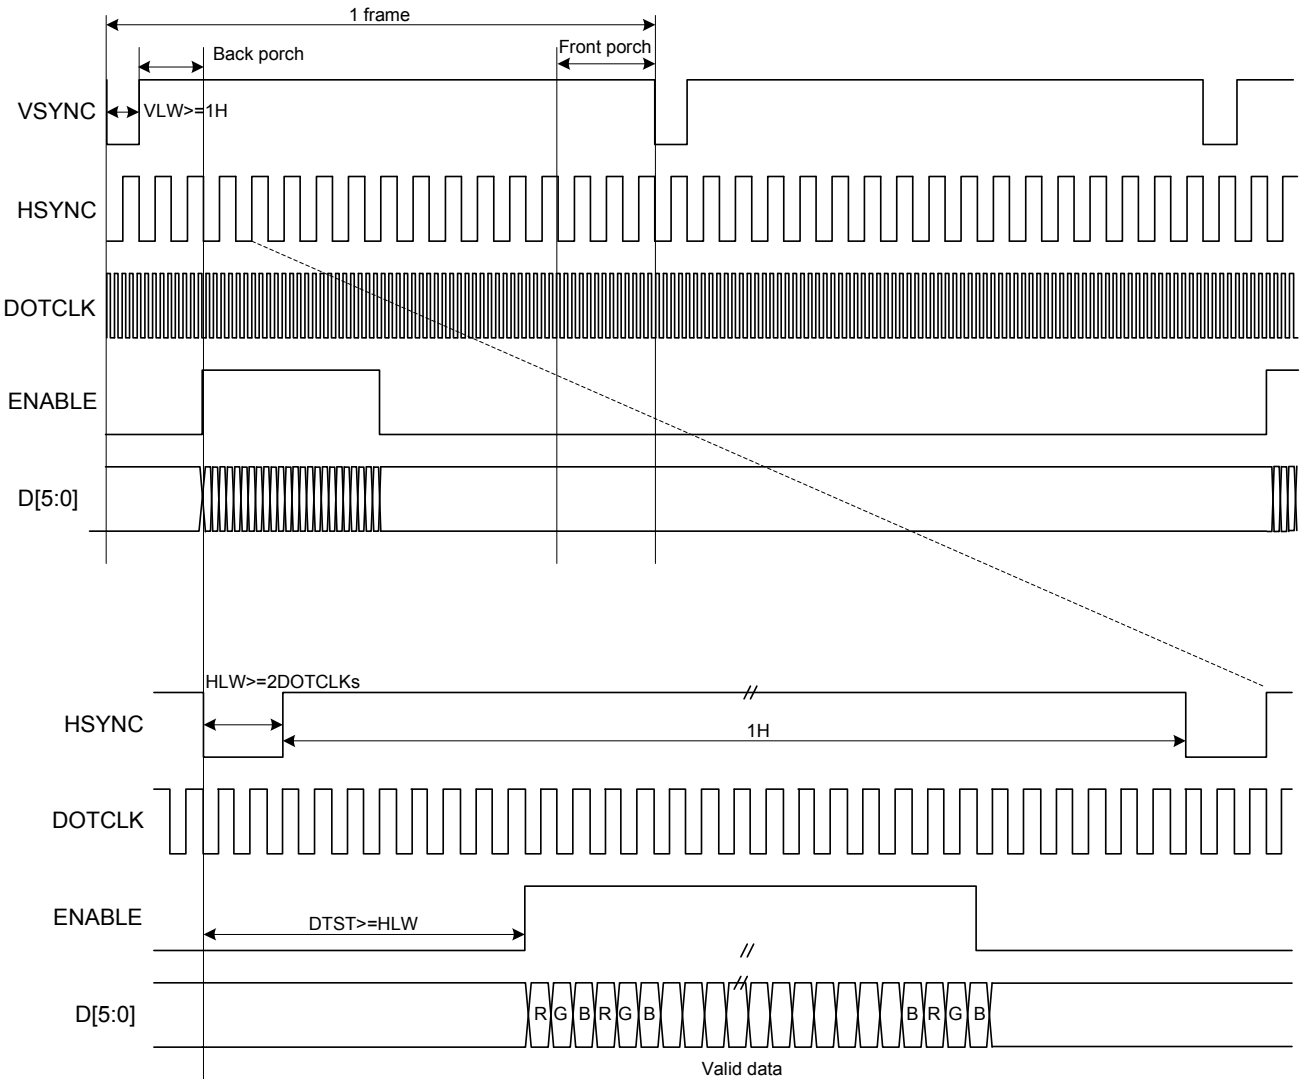 1 frame
Back porch
Front porch
VSYNC
VLW>=1H
HSYNC
DOTCLK
ENABLE
D[5:0]
HLW>=2DOTCLKs
HSYNC
//
1H
DOTCLK
ENABLE
DTST>=HLW
//
D[5:0]
//
R G B R G B B R G B
Valid data